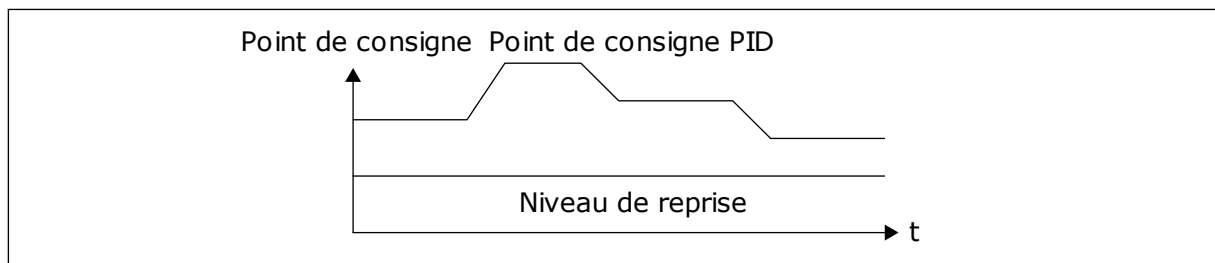 Point de consigne Point de consigne PID
Niveau de reprise
t